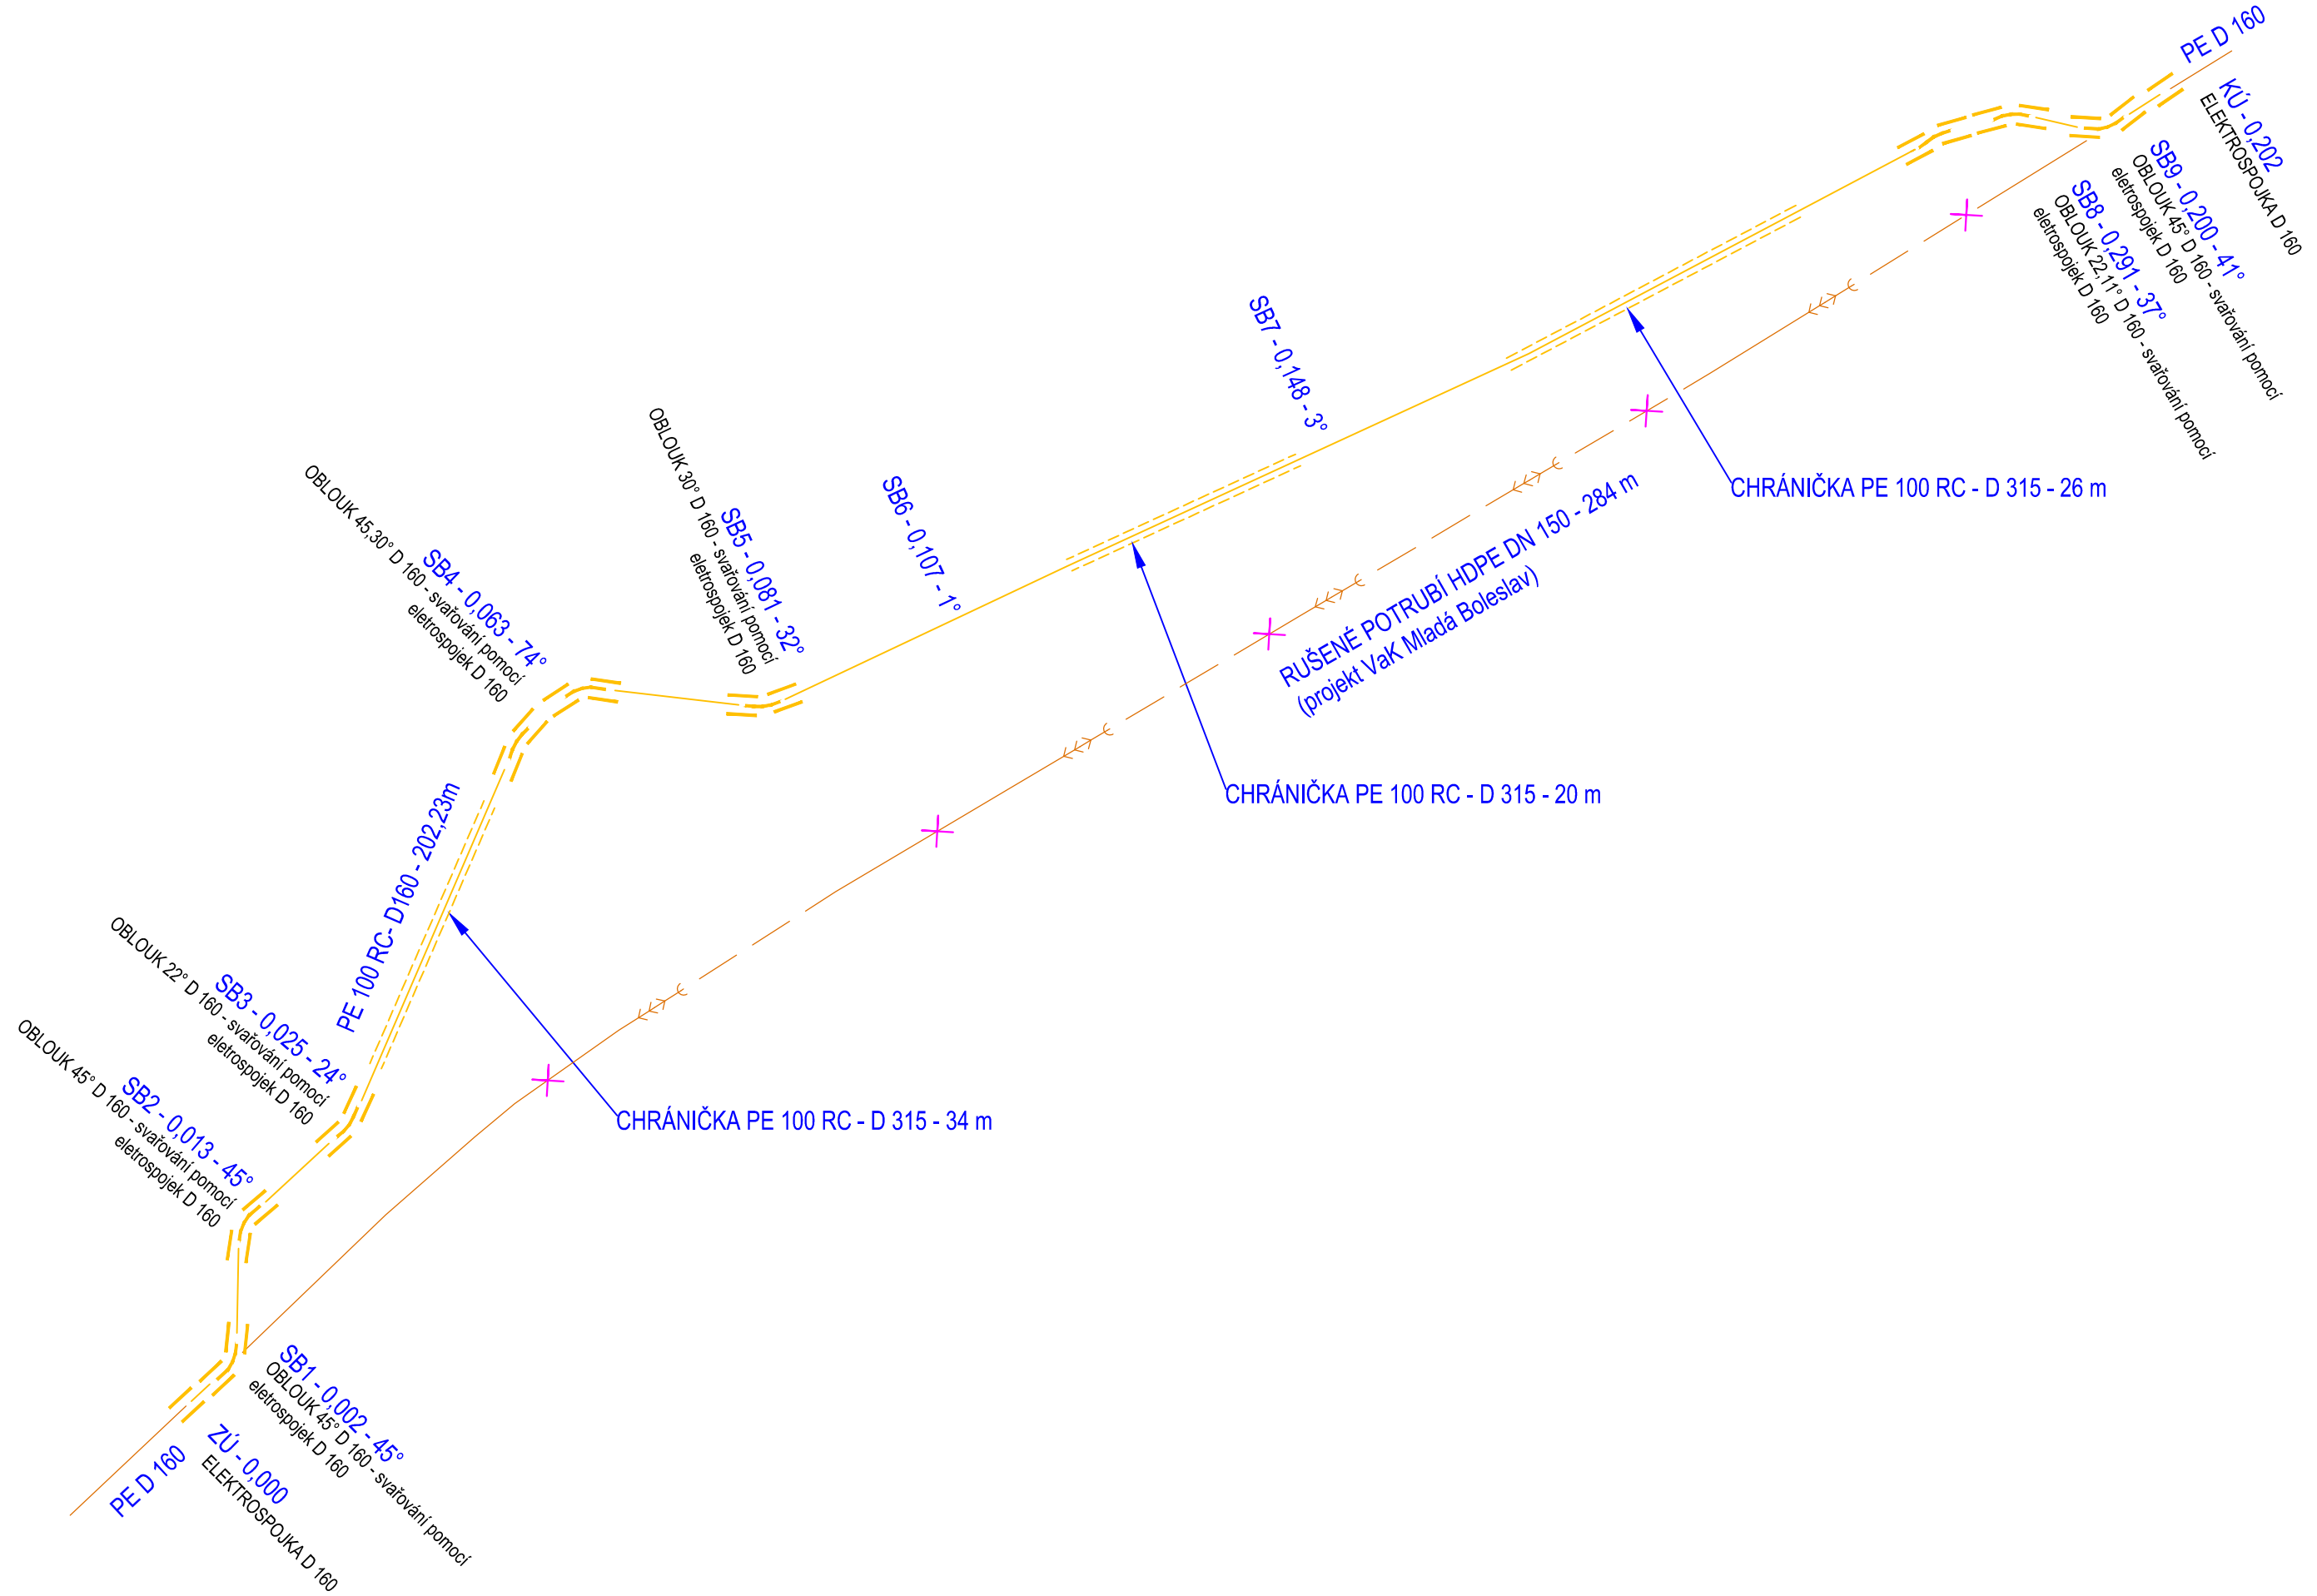 PE D 160
KÚ - 0,202
ELEKTROSPOJKA D 160
SB9 - 0,200 - 41°
OBLOUK 45° D 160 - svařování pomocí
eletrospojek D 160
SB8 - 0,291 - 37°
OBLOUK 22,11° D 160 - svařování pomocí
eletrospojek D 160
SB7 - 0,148 - 3°
CHRÁNIČKA PE 100 RC - D 315 - 26 m
RUŠENÉ POTRUBÍ HDPE DN 150 - 284 m
(projekt VaK Mladá Boleslav)
SB6 - 0,107 - 1°
SB5 - 0,081 - 32°
OBLOUK 30° D 160 - svařování pomocí
eletrospojek D 160
SB4 - 0,063 - 74°
OBLOUK 45,30° D 160 - svařování pomocí
eletrospojek D 160
CHRÁNIČKA PE 100 RC - D 315 - 20 m
PE 100 RC- D160 - 202,23m
CHRÁNIČKA PE 100 RC - D 315 - 34 m
SB3 - 0,025 - 24°
OBLOUK 22° D 160 - svařování pomocí
eletrospojek D 160
SB2 - 0,013 - 45°
OBLOUK 45° D 160 - svařování pomocí
eletrospojek D 160
SB1 - 0,002 - 45°
OBLOUK 45° D 160 - svařování pomocí
eletrospojek D 160
ZÚ - 0,000
ELEKTROSPOJKA D 160
PE D 160